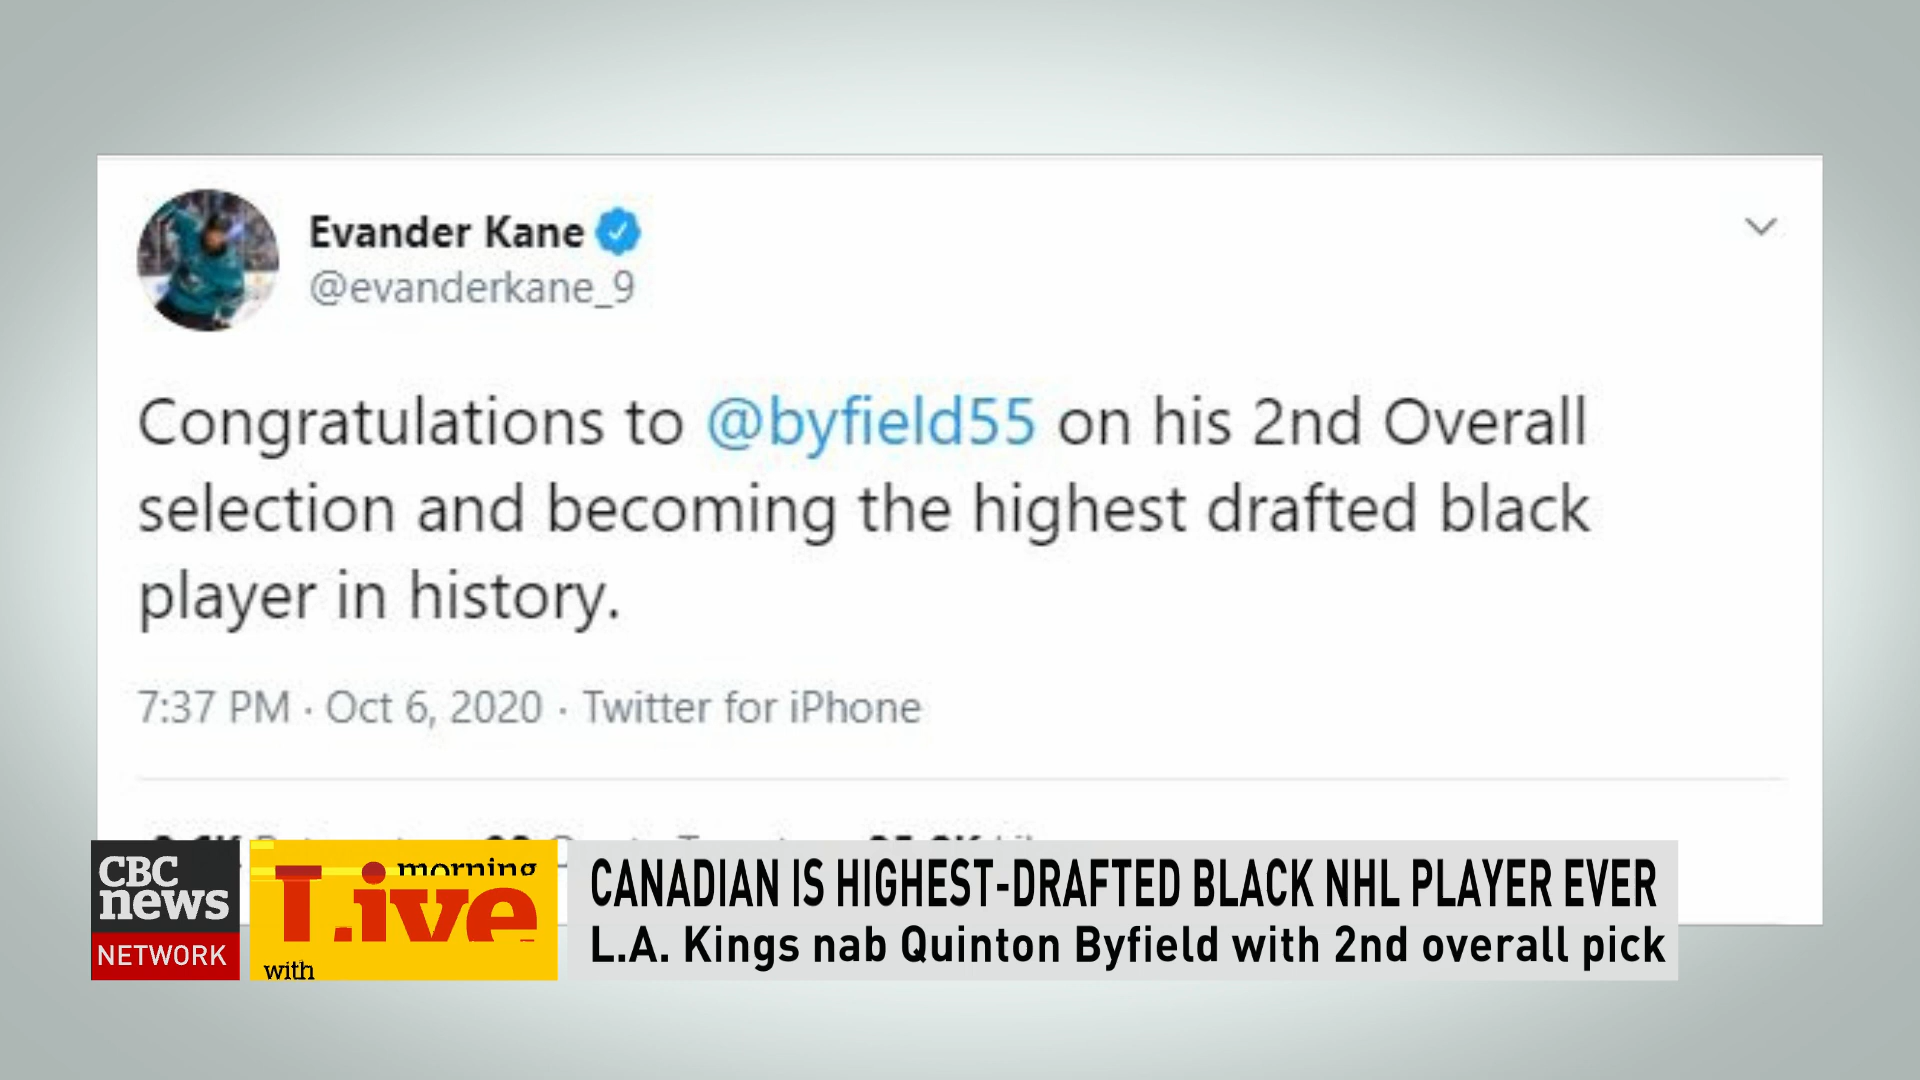 Evander Kane
@evanderkane_9
Congratulations to @byfield55 on his 2nd Overall
selection and becoming the highest drafted black
player in history.
7:37 PM · Oct 6, 2020 · Twitter for iPhone
CBC
news
NETWORK
morning
Live
with
CANADIAN IS HIGHEST-DRAFTED BLACK NHL PLAYER EVER
L.A. Kings nab Quinton Byfield with 2nd overall pick